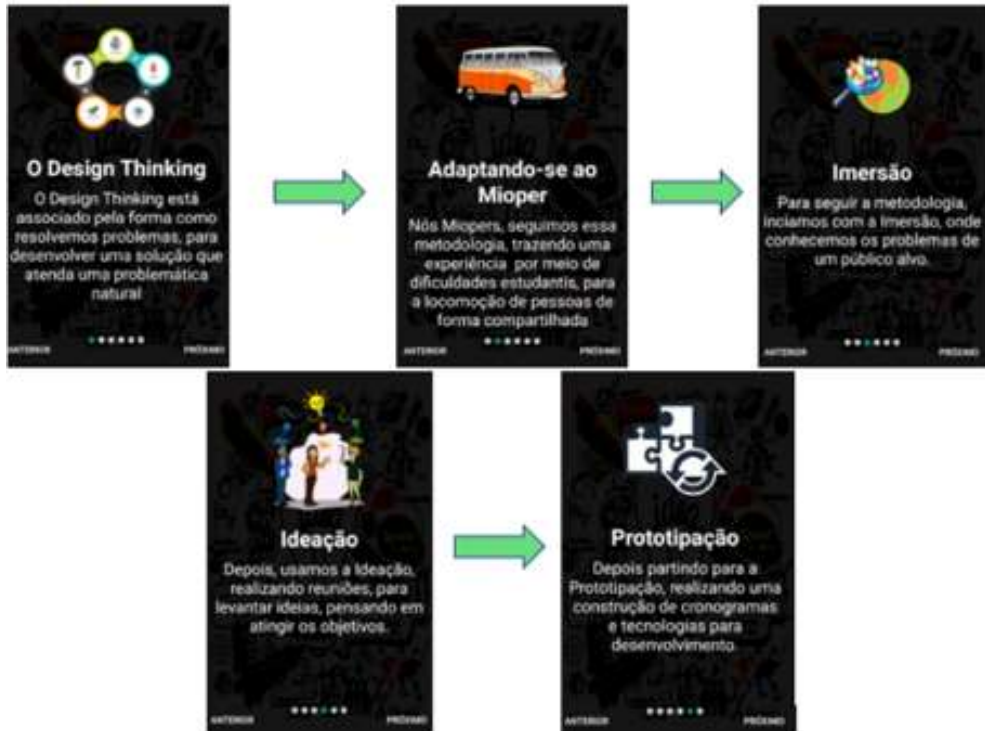 O Design Thinking
O Design Thinking está
associado pela forma como
resolvemos problemas, para
desenvolver uma solução que
atenda uma problemática
natural
ANTERIOR
PRÓXIMO
Adaptando-se ao
Mioper
Nós Miopers, seguimos essa
metodologia, trazendo uma
experiência por meio de
dificuldades estudantis, para
a locomoção de pessoas de
forma compartilhada
ANTERIOR
PRÓXIMO
Imersão
Para seguir a metodologia,
inciamos com a Imersão, onde
conhecemos os problemas de
um público alvo.
ANTERIOR
PRÓXIMO
Ideação
Depois, usamos a Ideação,
realizando reuniões, para
levantar ideias, pensando em
atingir os objetivos.
ANTERIOR
PRÓXIMO
Prototipação
Depois partindo para a
Prototipação, realizando uma
construção de cronogramas
e tecnologias para
desenvolvimento
ANTERIOR
PRÓXIMO